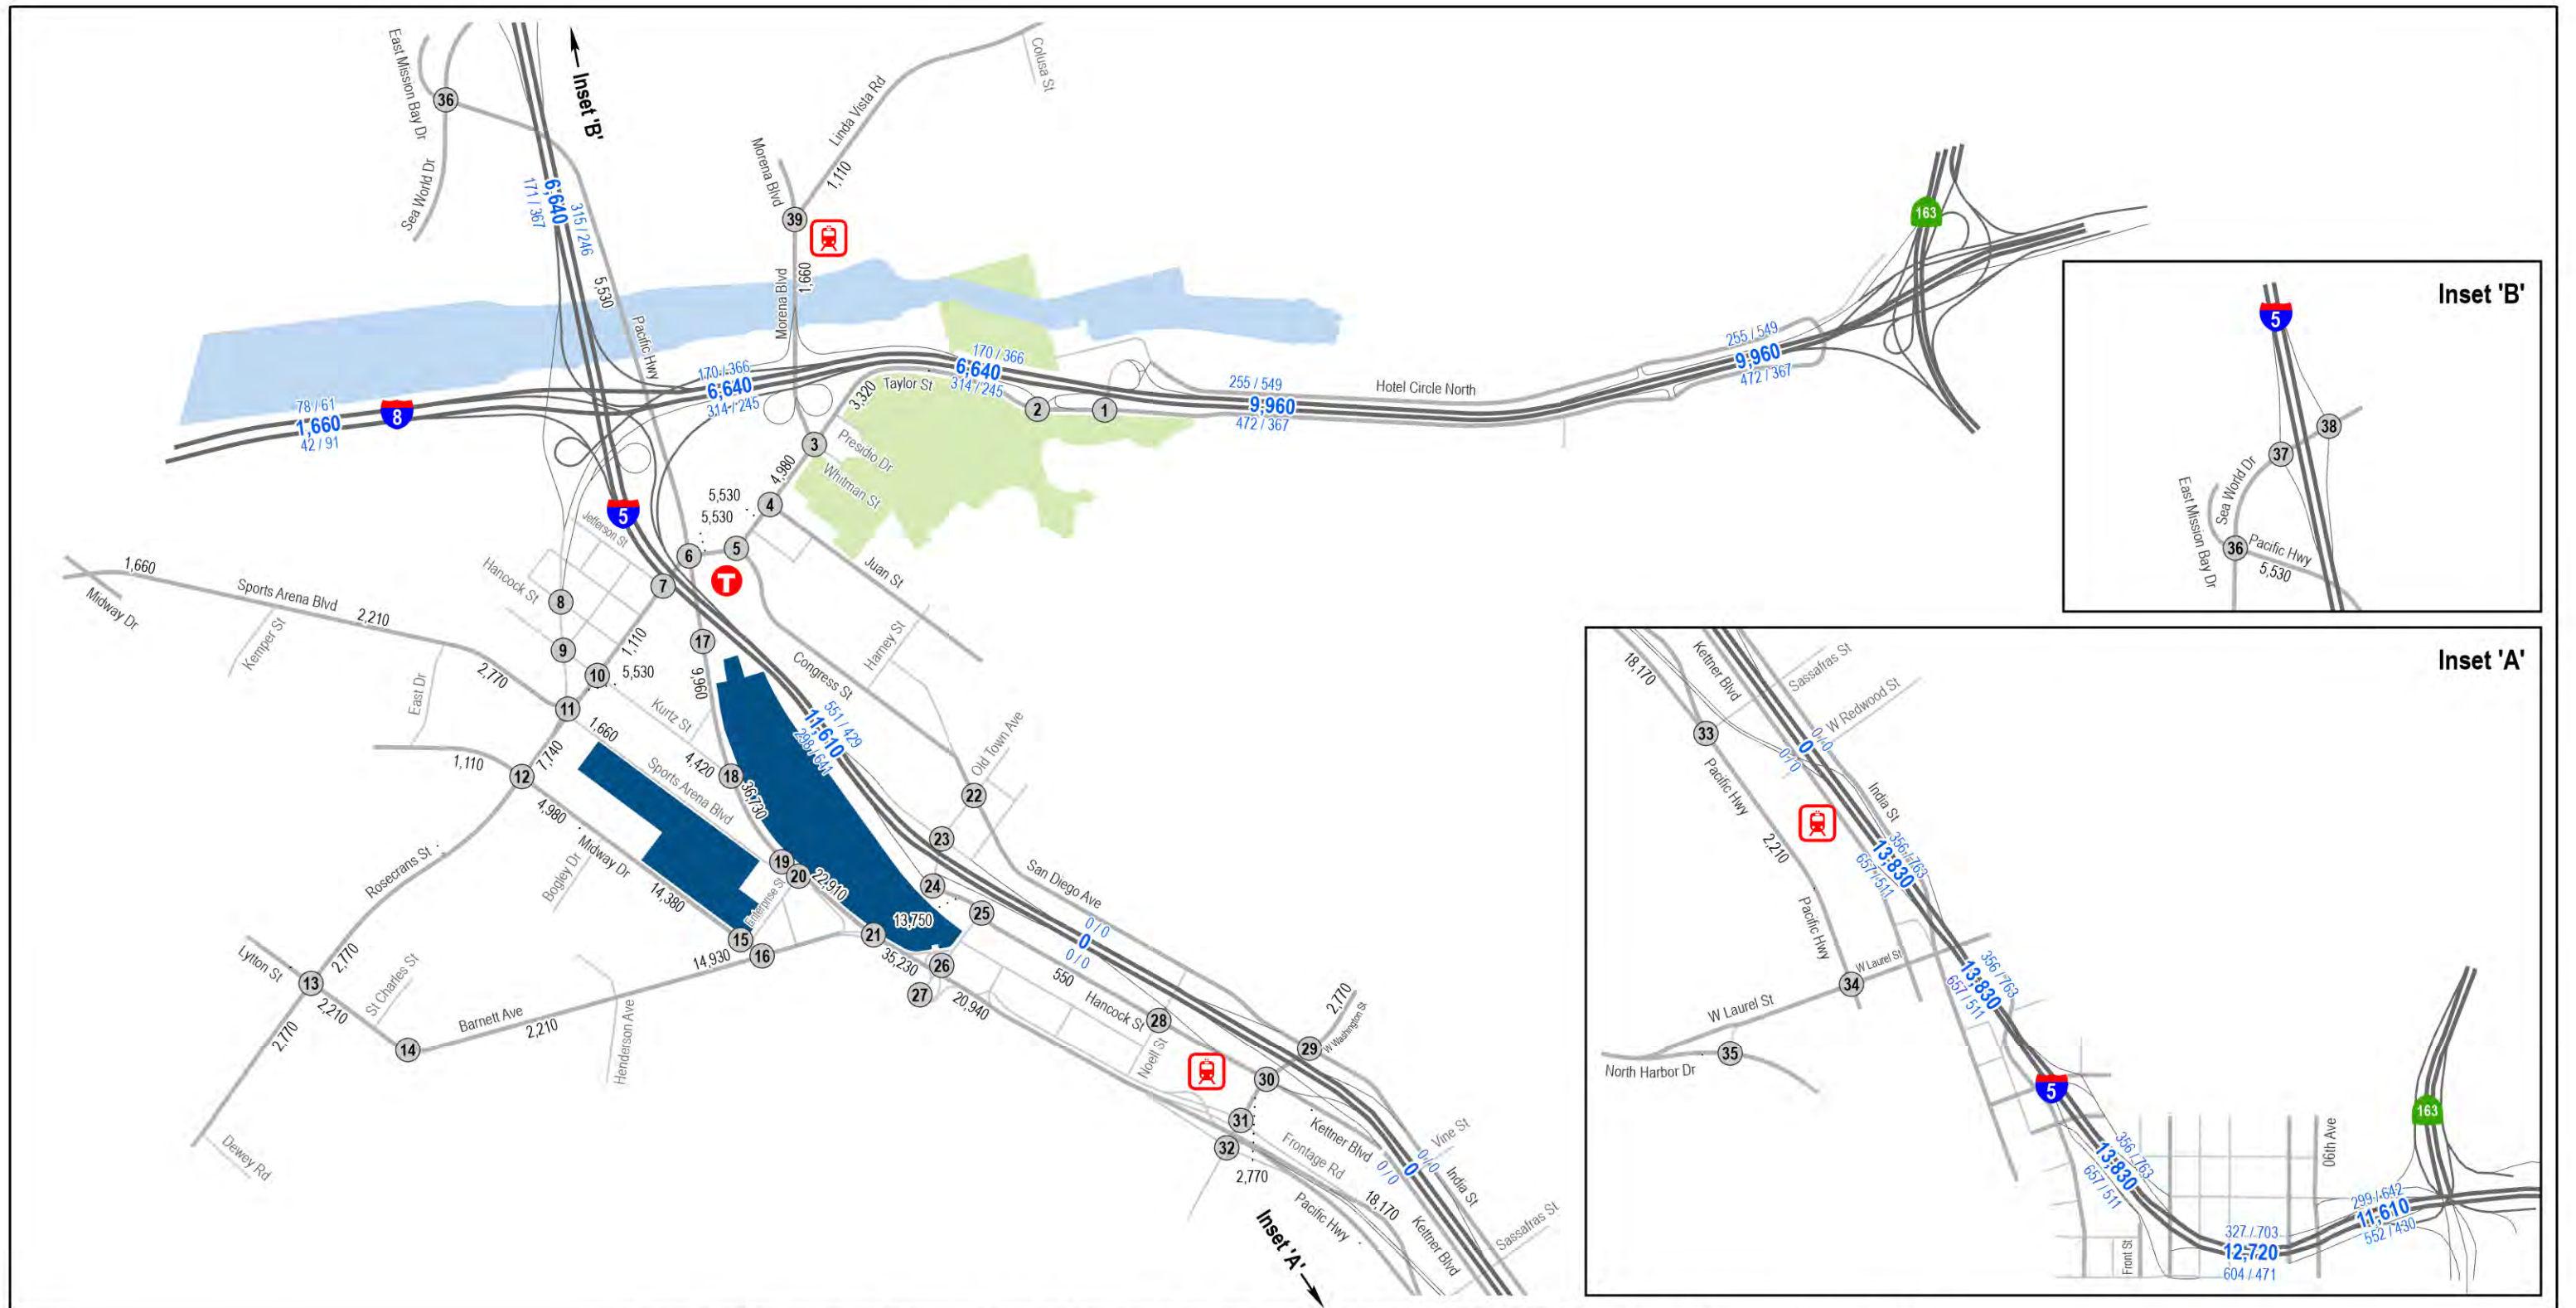 East Mission Bay Dr
36
Sea World Dr
Inset 'B'
Colusa St
Linda Vista Rd
1,110
Morena Blvd
39
Morena Blvd
1,660
6,640
171 / 367
315 / 246
5,530
Pacific Hwy
163
78 / 61
1,660
42 / 91
8
170 / 366
6,640
314 / 245
170 / 366
6,640
314 / 245
Taylor St
3,320
2
1
255 / 549
9,960
472 / 367
Hotel Circle North
255 / 549
9,960
472 / 367
3
Presidio Dr
Whitman St
4,980
4
5,530
5,530
5
6
T
7
5
Jefferson St
Hancock St
8
9
10
1,110
5,530
Juan St
Harney St
Congress St
17
9,960
1,660
Midway Dr
Sports Arena Blvd
Kemper St
2,210
2,770
East Dr
11
1,660
Kurtz St
4,420
18
36,730
Sports Arena Blvd
7,740
1,110
12
4,980
Midway Dr
Bogley Dr
14,380
Enterprise St
19
20
22,910
15
16
14,930
21
13,750
35,230
26
27
20,940
551 / 429
11,610
298 / 641
Old Town Ave
22
23
24
25
San Diego Ave
0 / 0
0
0 / 0
550
Hancock St
28
Noell St
2,770
W Washington St
29
30
31
32
2,770
Kettner Blvd
Frontage Rd
0 / 0
0
0 / 0
Vine St
India St
18,170
Pacific Hwy
Kettner Blvd
Sassafras St
Inset 'A'
Rosecrans St
Lytton St
13
2,770
2,770
2,210
St Charles St
14
Barnett Ave
2,210
Henderson Ave
Dewey Rd
Inset 'B'
5
38
37
Sea World Dr
East Mission Bay Dr
36
Pacific Hwy
5,530
Inset 'A'
18,170
Kettner Blvd
Sassafras St
W Redwood St
33
0 / 0
0
0 / 0
Pacific Hwy
India St
2,210
356 / 763
13,830
657 / 511
Pacific Hwy
W Laurel St
34
W Laurel St
35
North Harbor Dr
356 / 763
13,830
657 / 511
5
163
356 / 763
13,830
657 / 511
06th Ave
Front St
327 / 703
12,720
604 / 471
299 / 642
11,610
552 / 430